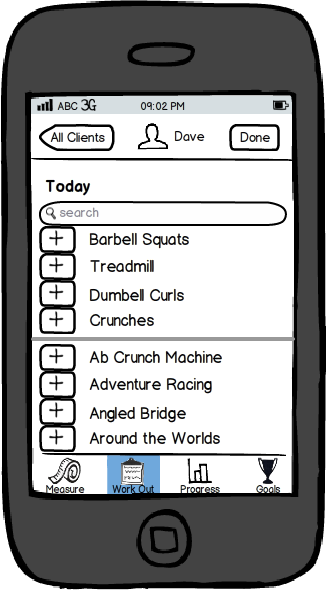 ABC 3G 09:02 PM
All Clients Dave Done
Today
search
Barbell Squats
Treadmill
Dumbell Curls
Crunches
Ab Crunch Machine
Adventure Racing
Angled Bridge
Around the Worlds
Measure Work Out Progress Goals